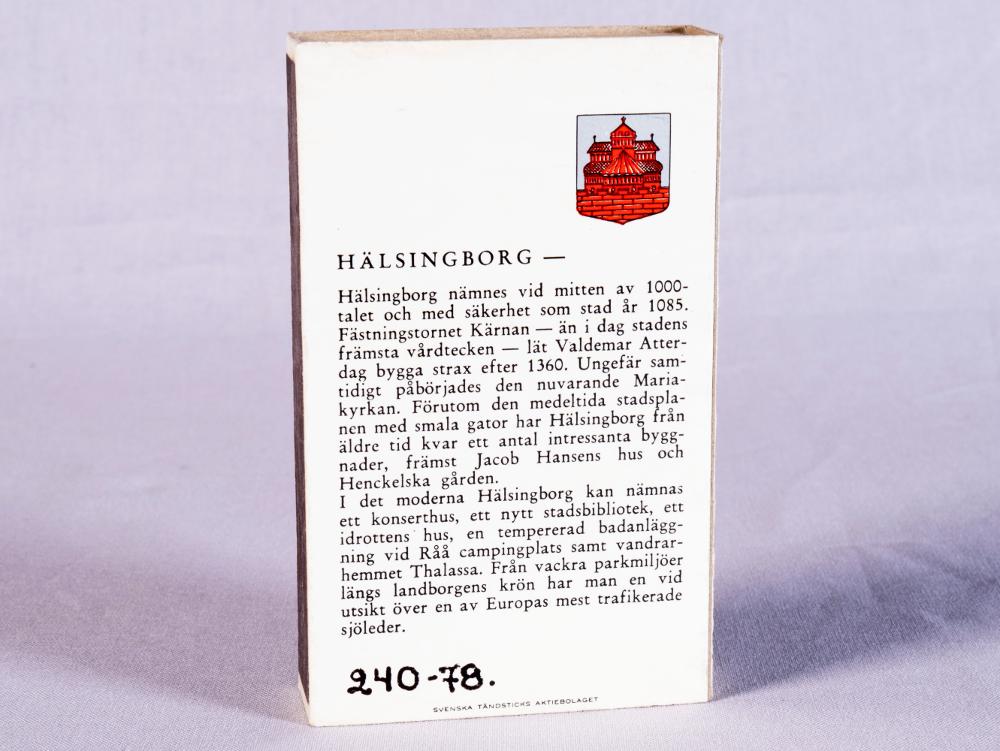 HÄLSINGBORG —
Hälsingborg nämnes vid mitten av 1000-
talet och med säkerhet som stad år 1085.
Fästningstornet Kärnan — än i dag stadens
främsta vårdtecken — lät Valdemar Atter-
dag bygga strax efter 1360. Ungefär sam-
tidigt påbörjades den nuvarande Maria-
kyrkan. Förutom den medeltida stadspla-
nen med smala gator har Hälsingborg från
äldre tid kvar ett antal intressanta bygg-
nader, främst Jacob Hansens hus och
Henckelska gården.
I det moderna Hälsingborg kan nämnas
ett konserthus, ett nytt stadsbibliotek, ett
idrottens hus, en tempererad badanlägg-
ning vid Råå campingplats samt vandrar-
hemmet Thalassa. Från vackra parkmiljöer
längs landborgens krön har man en vid
utsikt över en av Europas mest trafikerade
sjöleder.
240-78.
SVENSKA TÄNDSTICKS AKTIEBOLAGET